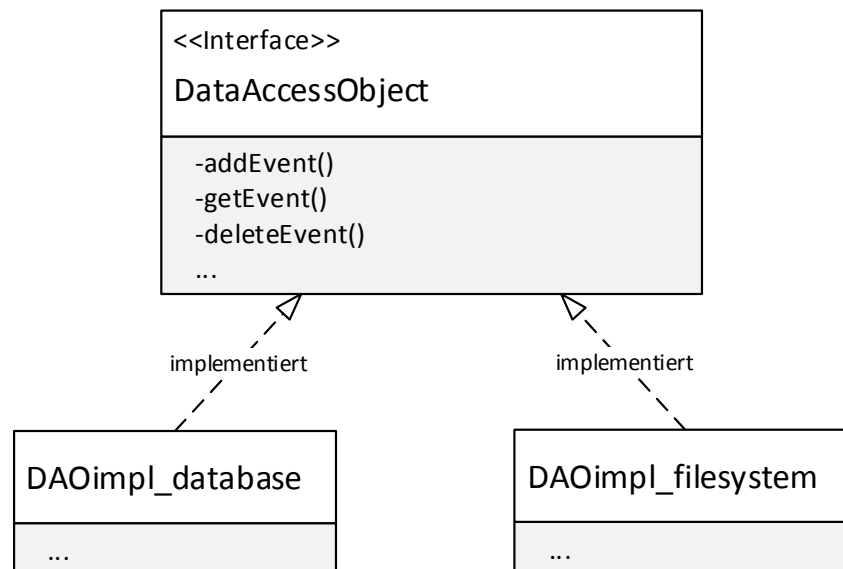 <<Interface>>
DataAccessObject
-addEvent()
-getEvent()
-deleteEvent()
...
implementiert
implementiert
DAOimpl_database
...
DAOimpl_filesystem
...